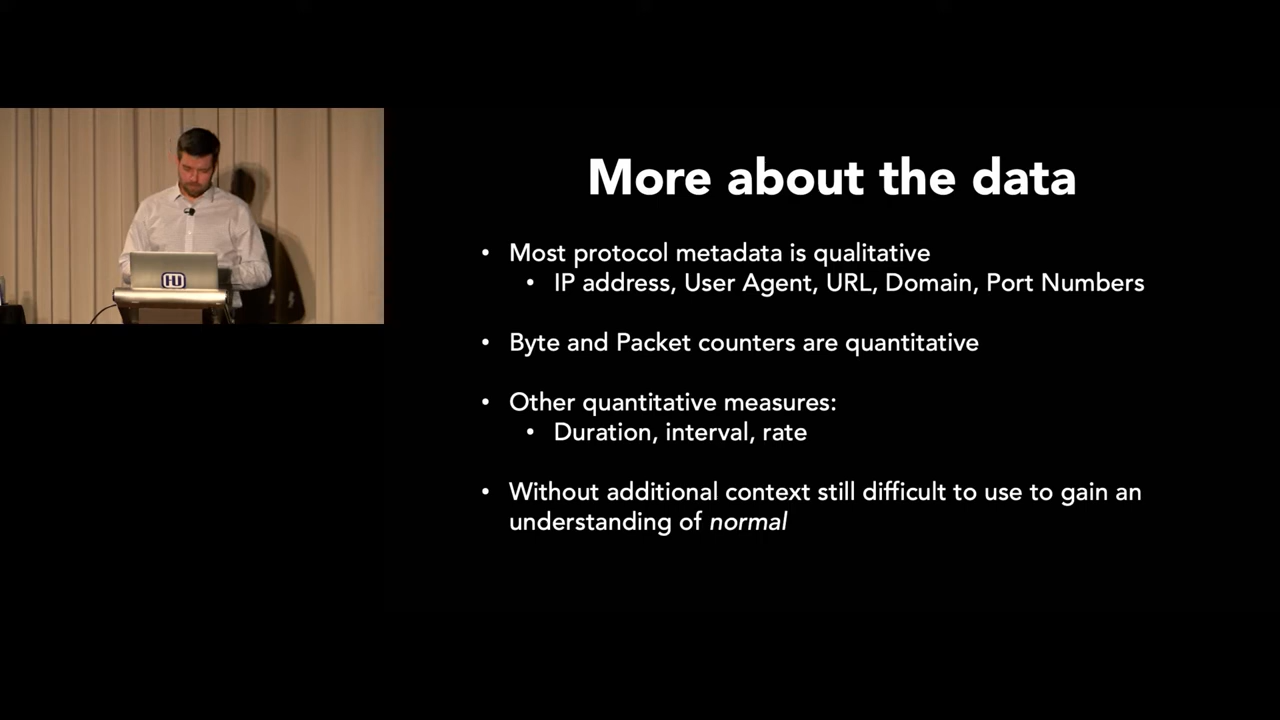 More about the data
• Most protocol metadata is qualitative
• IP address, User Agent, URL, Domain, Port Numbers
• Byte and Packet counters are quantitative
• Other quantitative measures:
• Duration, interval, rate
• Without additional context still difficult to use to gain an
understanding of normal